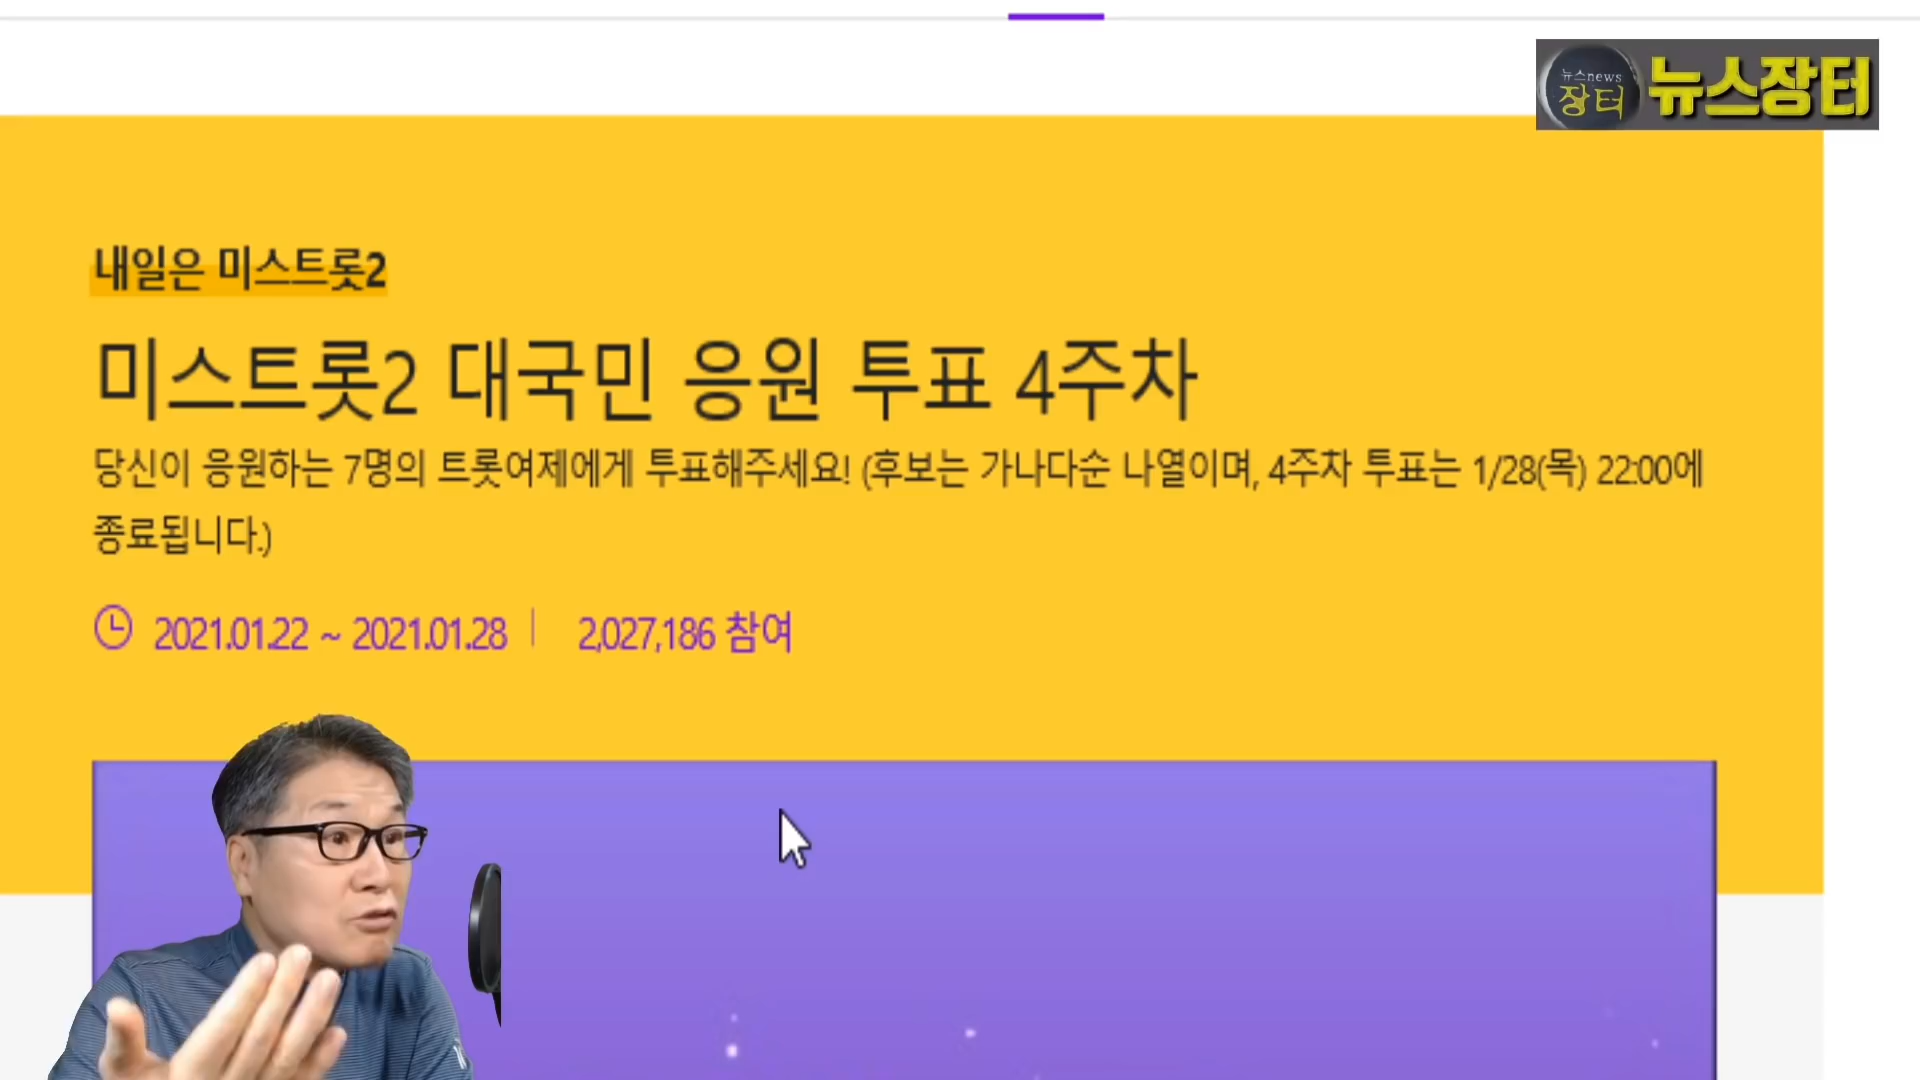 뉴스news
장터
뉴스장터
내일은 미스트롯2
미스트롯2 대국민 응원 투표 4주차
당신이 응원하는 7명의 트롯여제에게 투표해주세요! (후보는 가나다순 나열이며, 4주차 투표는 1/28(목) 22:00에
종료됩니다.)
2021.01.22 ~ 2021.01.28 | 2,027,186 참여